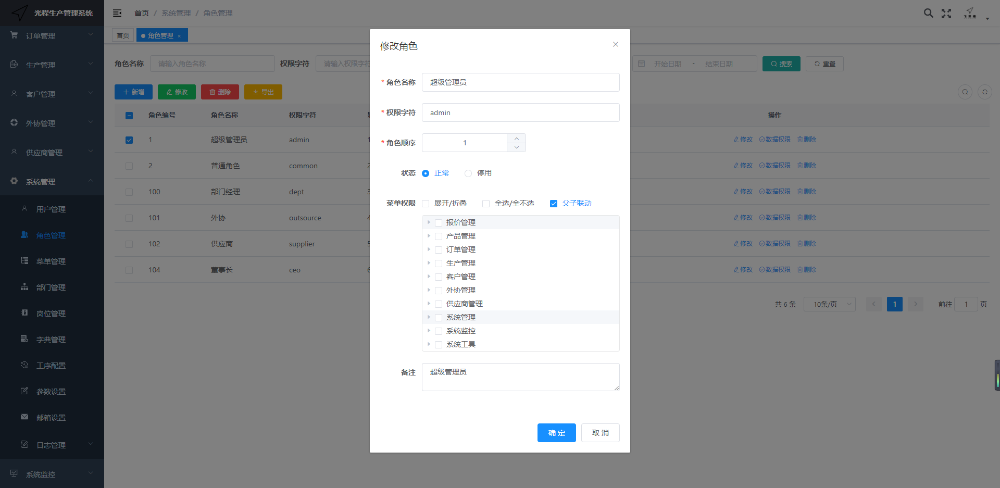 光程生产管理系统
首页 / 系统管理 / 角色管理
订单管理
生产管理
客户管理
外协管理
供应商管理
系统管理
用户管理
角色管理
菜单管理
部门管理
岗位管理
字典管理
工序配置
参数设置
邮箱设置
日志管理
系统监控
首页 角色管理 ×
角色名称 请输入角色名称 权限字符 请输入权限字符 开始日期 - 结束日期 搜索 重置
新增 修改 删除 导出
角色编号 角色名称 权限字符 操作
1 超级管理员 admin 1 修改 数据权限 删除
2 普通角色 common 2 修改 数据权限 删除
100 部门经理 dept 3 修改 数据权限 删除
101 外协 outsource 4 修改 数据权限 删除
102 供应商 supplier 5 修改 数据权限 删除
104 董事长 ceo 6 修改 数据权限 删除
共 6 条 10条/页 1 前往 1 页
修改角色
* 角色名称 超级管理员
* 权限字符 admin
* 角色顺序 1
状态 正常 停用
菜单权限 展开/折叠 全选/全不选 父子联动
报价管理
产品管理
订单管理
生产管理
客户管理
外协管理
供应商管理
系统管理
系统监控
系统工具
备注 超级管理员
确 定 取 消